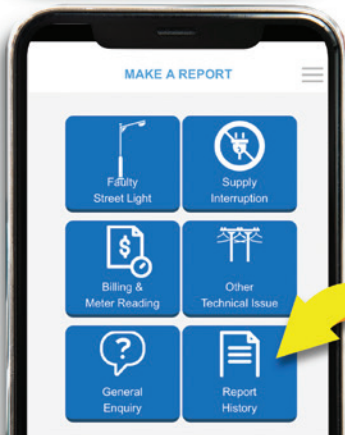 MAKE A REPORT
Faulty
Street Light
Supply
Interruption
$
Billing &
Meter Reading
Other
Technical Issue
?
General
Enquiry
Report
History